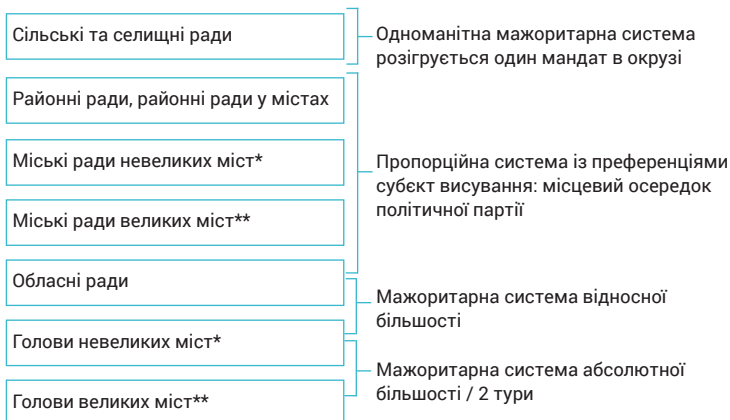 Сільські та селищні ради
Одноманітна мажоритарна система
розігрується один мандат в окрузі
Районні ради, районні ради у містах
Міські ради невеликих міст*
Пропорційна система із преференціями
субєкт висування: місцевий осередок
політичної партії
Міські ради великих міст**
Обласні ради
Мажоритарна система відносної
більшості
Голови невеликих міст*
Мажоритарна система абсолютної
більшості / 2 тури
Голови великих міст**